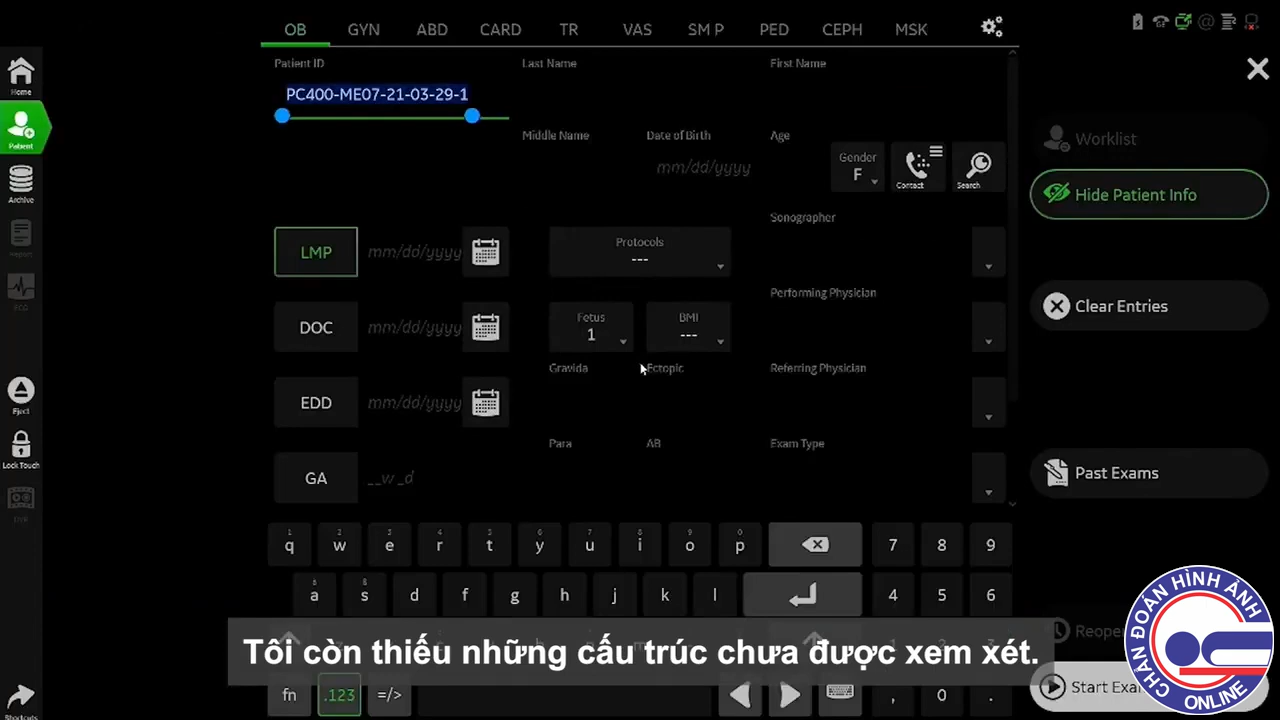 OB GYN ABD CARD TR VAS SM P PED CEPH MSK
Home
Patient
Archive
Report
ECG
Eject
Lock Touch
Shortcuts
Patient ID Last Name First Name
PC400-ME07-21-03-29-1
Middle Name Date of Birth Age
mm/dd/yyyy
Gender
F
Contact
Search
Sonographer
LMP mm/dd/yyyy
Protocols
---
Performing Physician
DOC mm/dd/yyyy
Fetus
1
BMI
---
Gravida Ectopic Referring Physician
EDD mm/dd/yyyy
Para AB Exam Type
GA __w _d
Worklist
Hide Patient Info
Clear Entries
Past Exams
Start Exa
q w e r t y u i o p 7 8 9
a s d f g h j k l 4 5 6
Tôi còn thiếu những cấu trúc chưa được xem xét.
fn .123 =/> , 0 .
CHẨN ĐOÁN HÌNH ẢNH
ONLINE